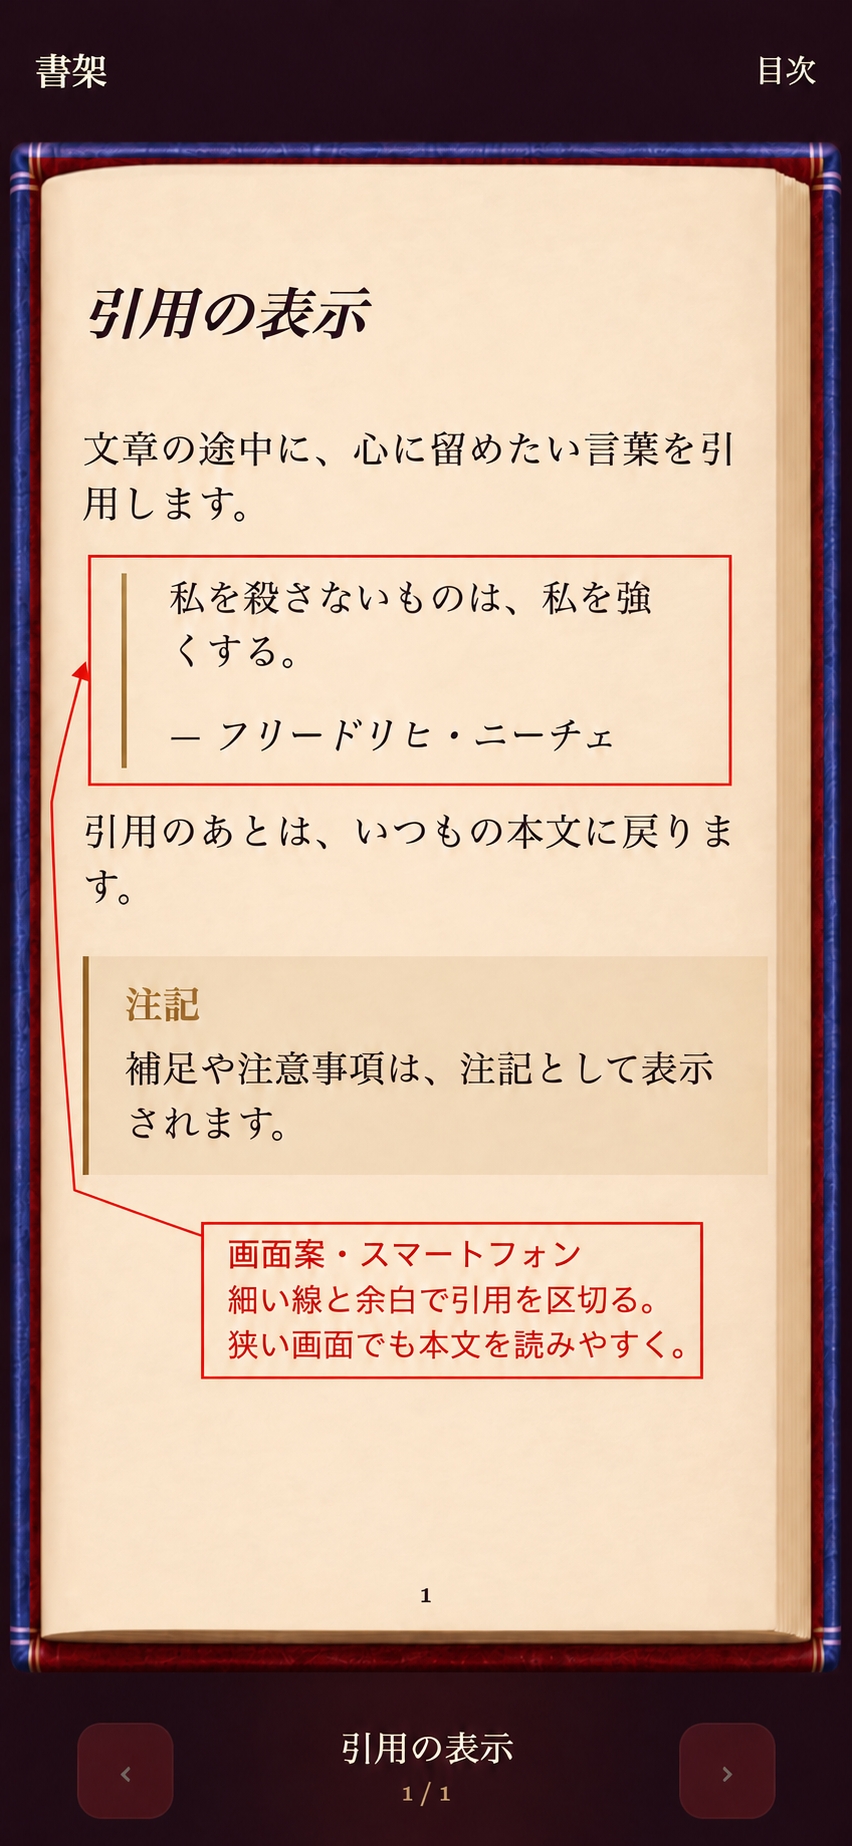 書架
目次
引用の表示
文章の途中に、心に留めたい言葉を引
用します。
私を殺さないものは、私を強
くする。
— フリードリヒ・ニーチェ
引用のあとは、いつもの本文に戻りま
す。
注記
補足や注意事項は、注記として表示
されます。
画面案・スマートフォン
細い線と余白で引用を区切る。
狭い画面でも本文を読みやすく。
1
‹
引用の表示
1 / 1
›